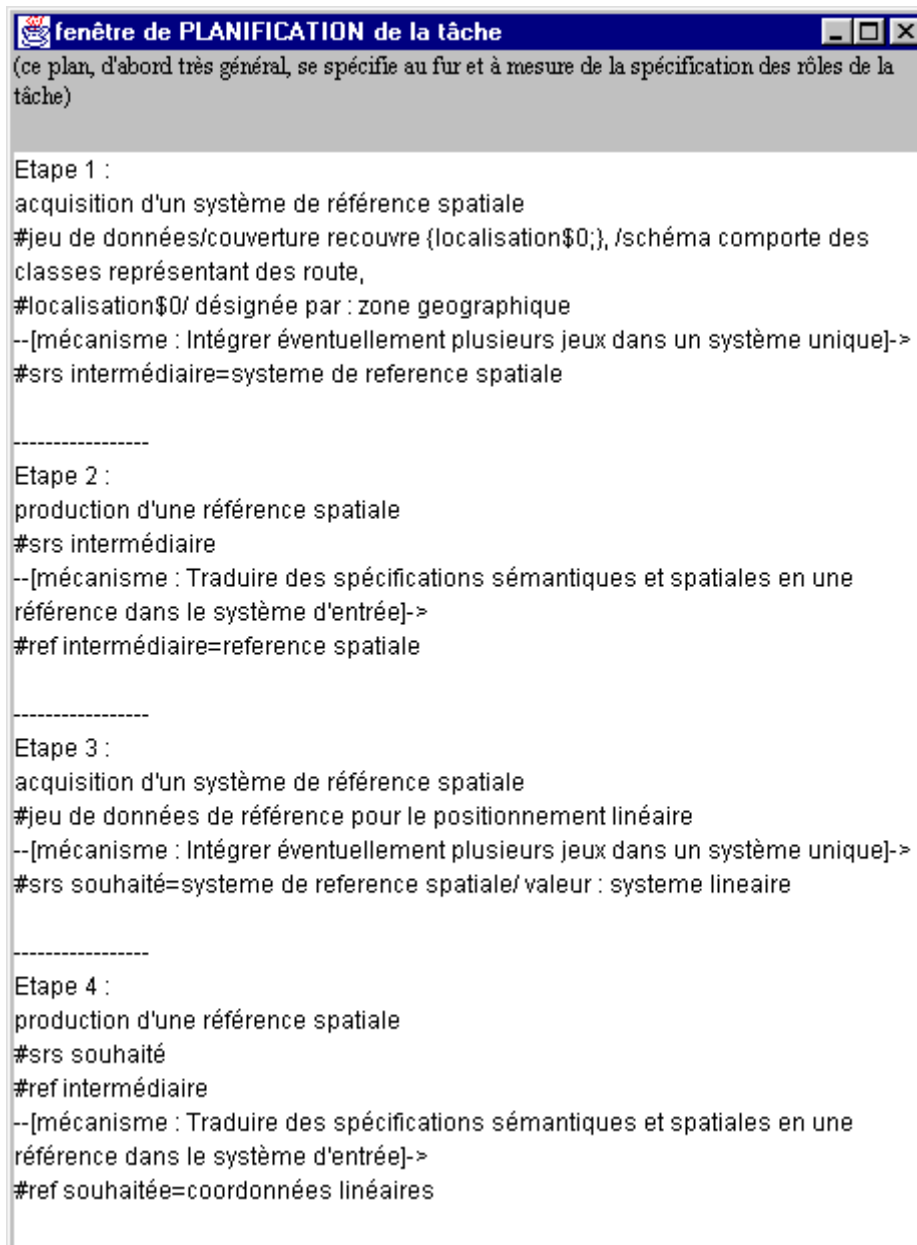 fenêtre de PLANIFICATION de la tâche
(ce plan, d'abord très général, se spécifie au fur et à mesure de la spécification des rôles de la
tâche)
Etape 1 :
acquisition d'un système de référence spatiale
#jeu de données/couverture recouvre {localisation$0;}, /schéma comporte des
classes représentant des route,
#localisation$0/ désignée par : zone geographique
--[mécanisme : Intégrer éventuellement plusieurs jeux dans un système unique]->
#srs intermédiaire=systeme de reference spatiale
-----------------
Etape 2 :
production d'une référence spatiale
#srs intermédiaire
--[mécanisme : Traduire des spécifications sémantiques et spatiales en une
référence dans le système d'entrée]->
#ref intermédiaire=reference spatiale
-----------------
Etape 3 :
acquisition d'un système de référence spatiale
#jeu de données de référence pour le positionnement linéaire
--[mécanisme : Intégrer éventuellement plusieurs jeux dans un système unique]->
#srs souhaité=systeme de reference spatiale/ valeur : systeme lineaire
-----------------
Etape 4 :
production d'une référence spatiale
#srs souhaité
#ref intermédiaire
--[mécanisme : Traduire des spécifications sémantiques et spatiales en une
référence dans le système d'entrée]->
#ref souhaitée=coordonnées linéaires